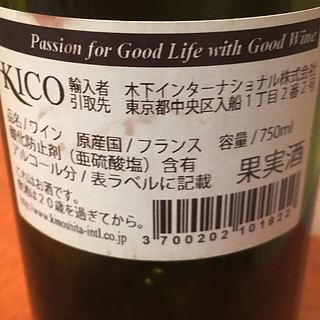 Passion for Good Life with Good Wine
KICO
輸入者 木下インターナショナル株式会社
引取先 東京都中央区入船1丁目2番2号
品名/ワイン 原産国/フランス 容量/750ml
酸化防止剤(亜硫酸塩)含有
アルコール分/表ラベルに記載
果実酒
これはお酒です。
飲酒は20歳を過ぎてから。
www.kinoshita-intl.co.jp
3 700202 101822